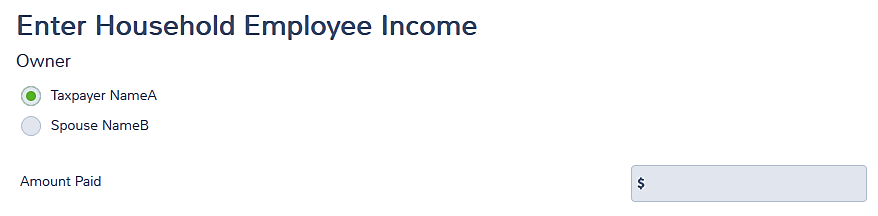 Enter Household Employee Income
Owner
Taxpayer NameA
Spouse NameB
Amount Paid
$